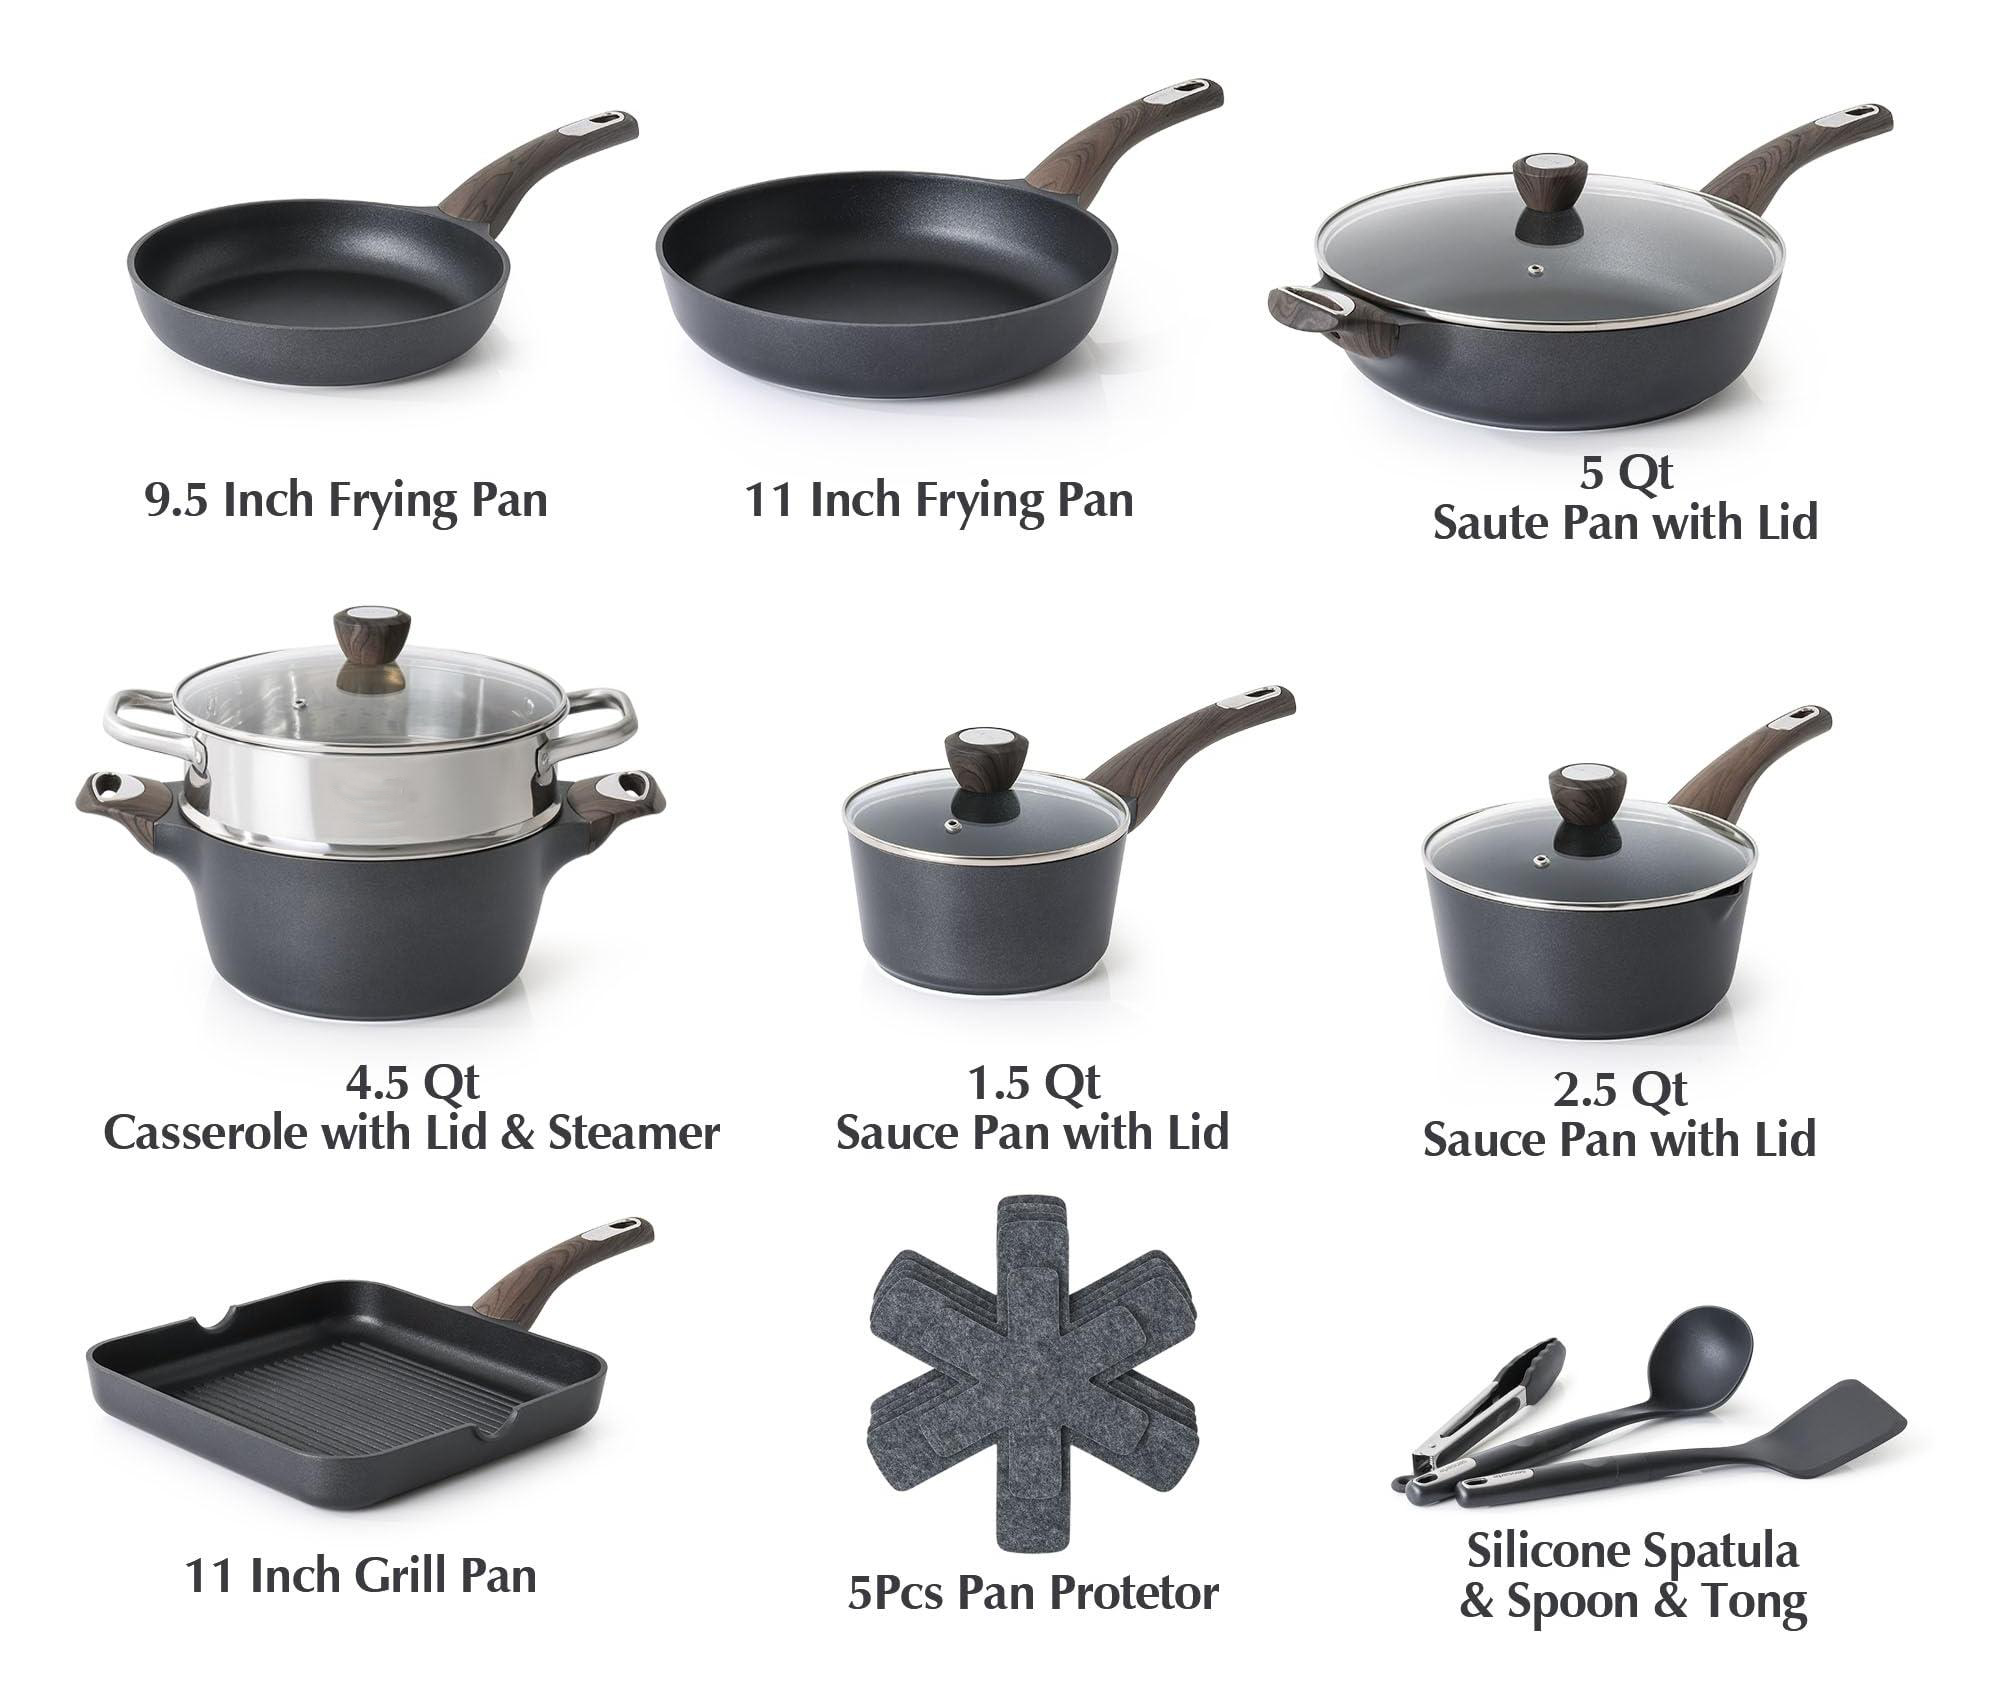 9.5 Inch Frying Pan
11 Inch Frying Pan
5 Qt
Saute Pan with Lid
4.5 Qt
Casserole with Lid & Steamer
1.5 Qt
Sauce Pan with Lid
2.5 Qt
Sauce Pan with Lid
11 Inch Grill Pan
5Pcs Pan Protetor
Silicone Spatula
& Spoon & Tong